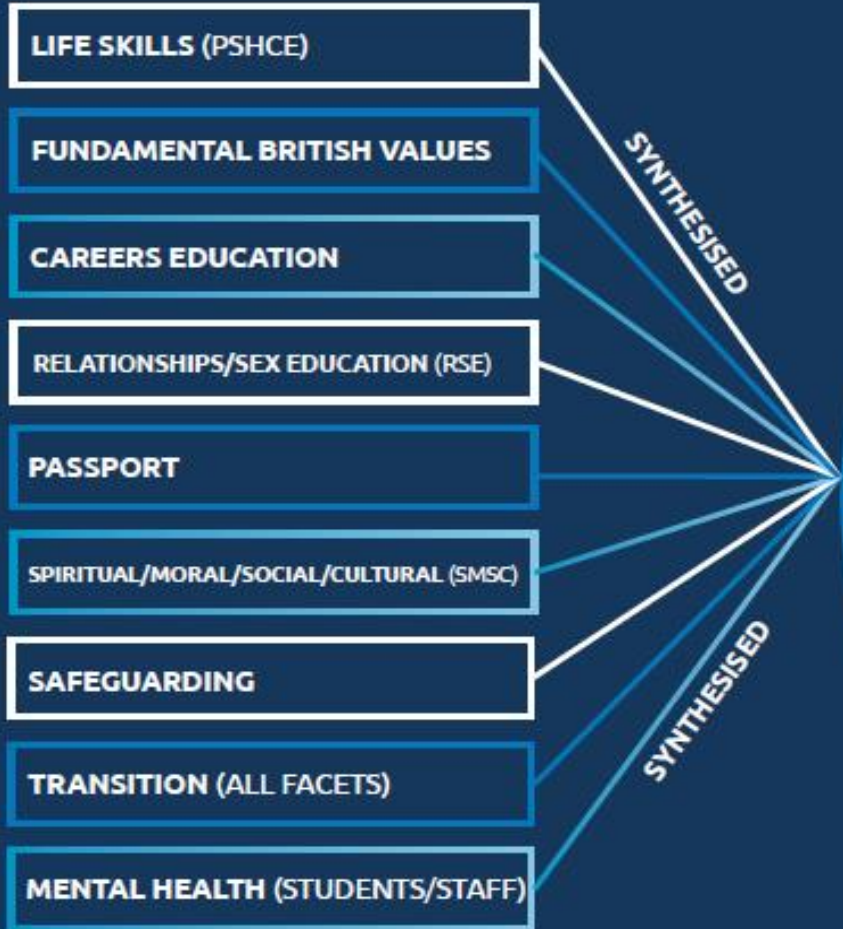 LIFE SKILLS (PSHCE)
FUNDAMENTAL BRITISH VALUES
CAREERS EDUCATION
RELATIONSHIPS/SEX EDUCATION (RSE)
PASSPORT
SPIRITUAL/MORAL/SOCIAL/CULTURAL (SMSC)
SAFEGUARDING
TRANSITION (ALL FACETS)
MENTAL HEALTH (STUDENTS/STAFF)
SYNTHESISED
SYNTHESISED